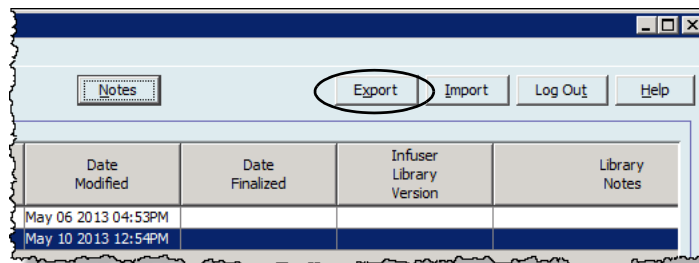 Notes Export Import Log Out Help
Date Modified Date Finalized Infuser Library Version Library Notes
May 06 2013 04:53PM
May 10 2013 12:54PM